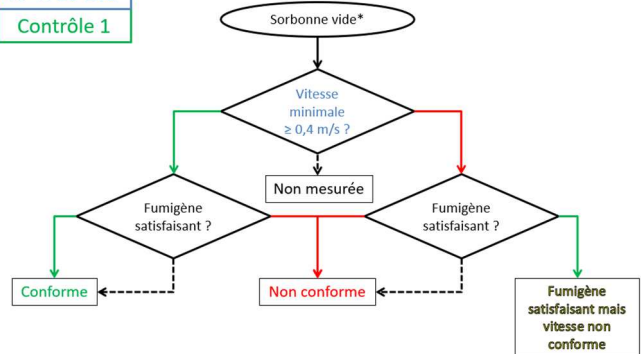 Contrôle 1
Sorbonne vide*
Vitesse
minimale
≥ 0,4 m/s ?
Non mesurée
Fumigène
satisfaisant ?
Fumigène
satisfaisant ?
Conforme
Non conforme
Fumigène
satisfaisant mais
vitesse non
conforme